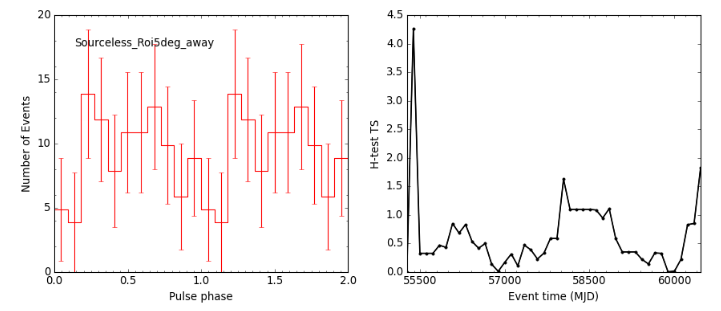 20
15
10
5
0
0.0 0.5 1.0 1.5 2.0
Number of Events
Pulse phase
Sourceless_Roi5deg_away
4.5
4.0
3.5
3.0
2.5
2.0
1.5
1.0
0.5
0.0
55500 57000 58500 60000
H-test TS
Event time (MJD)